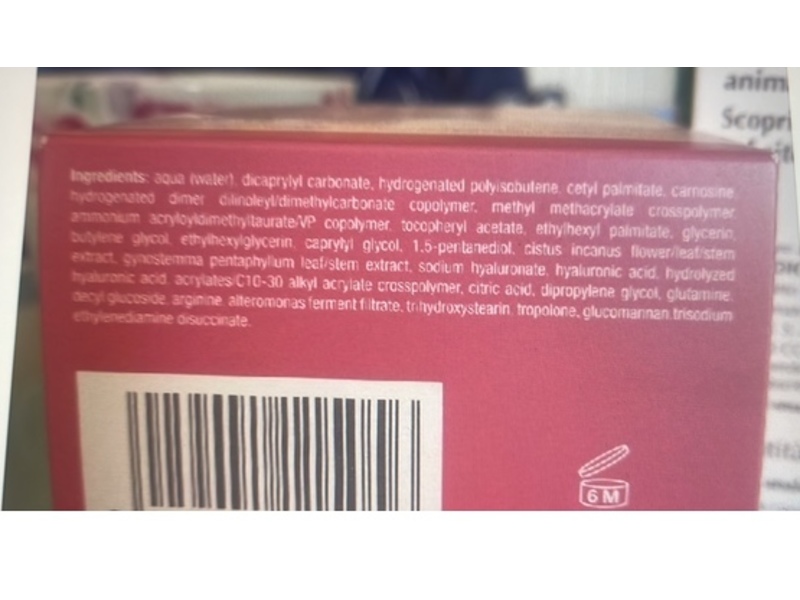 Ingredients: aqua (water), dicaprylyl carbonate, hydrogenated polyisobutene, cetyl palmitate, carnosine
hydrogenated dimer dilinoleyl/dimethylcarbonate copolymer, methyl methacrylate crosspolymer,
ammonium acryloyldimethyltaurate/VP copolymer, tocopheryl acetate, ethylhexyl palmitate, glycerin,
butylene glycol, ethylhexylglycerin, caprylyl glycol, 1,5-pentanediol, cistus incanus flower/leaf/stem
extract, gynostemma pentaphyllum leaf/stem extract, sodium hyaluronate, hyaluronic acid, hydrolyzed
hyaluronic acid, acrylates/C10-30 alkyl acrylate crosspolymer, citric acid, dipropylene glycol, glutamine,
decyl glucoside, arginine, alteromonas ferment filtrate, trihydroxystearin, tropolone, glucomannan, trisodium
ethylenediamine disuccinate.
6 M
anim
Scopri